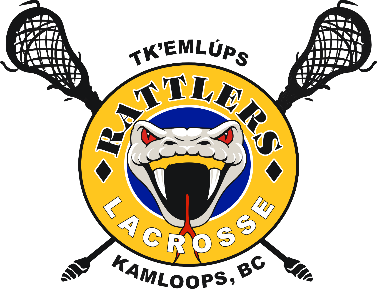 TK'EMLÚPS
RATTLERS
LACROSSE
KAMLOOPS, BC